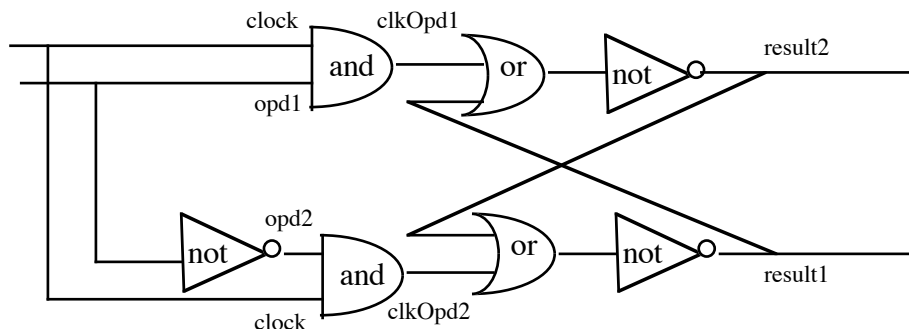 clock
clkOpd1
and
or
not
result2
opd1
not
opd2
and
or
not
result1
clkOpd2
clock